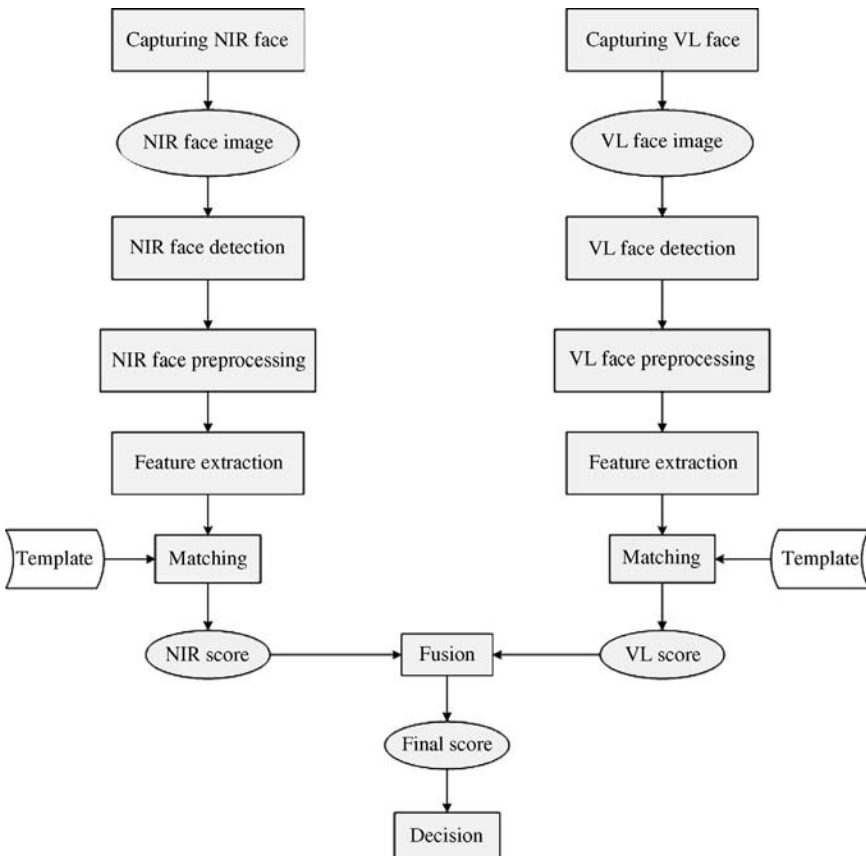 Capturing NIR face
Capturing VL face
NIR face image
VL face image
NIR face detection
VL face detection
NIR face preprocessing
VL face preprocessing
Feature extraction
Feature extraction
Template
Matching
Matching
Template
NIR score
Fusion
VL score
Final score
Decision